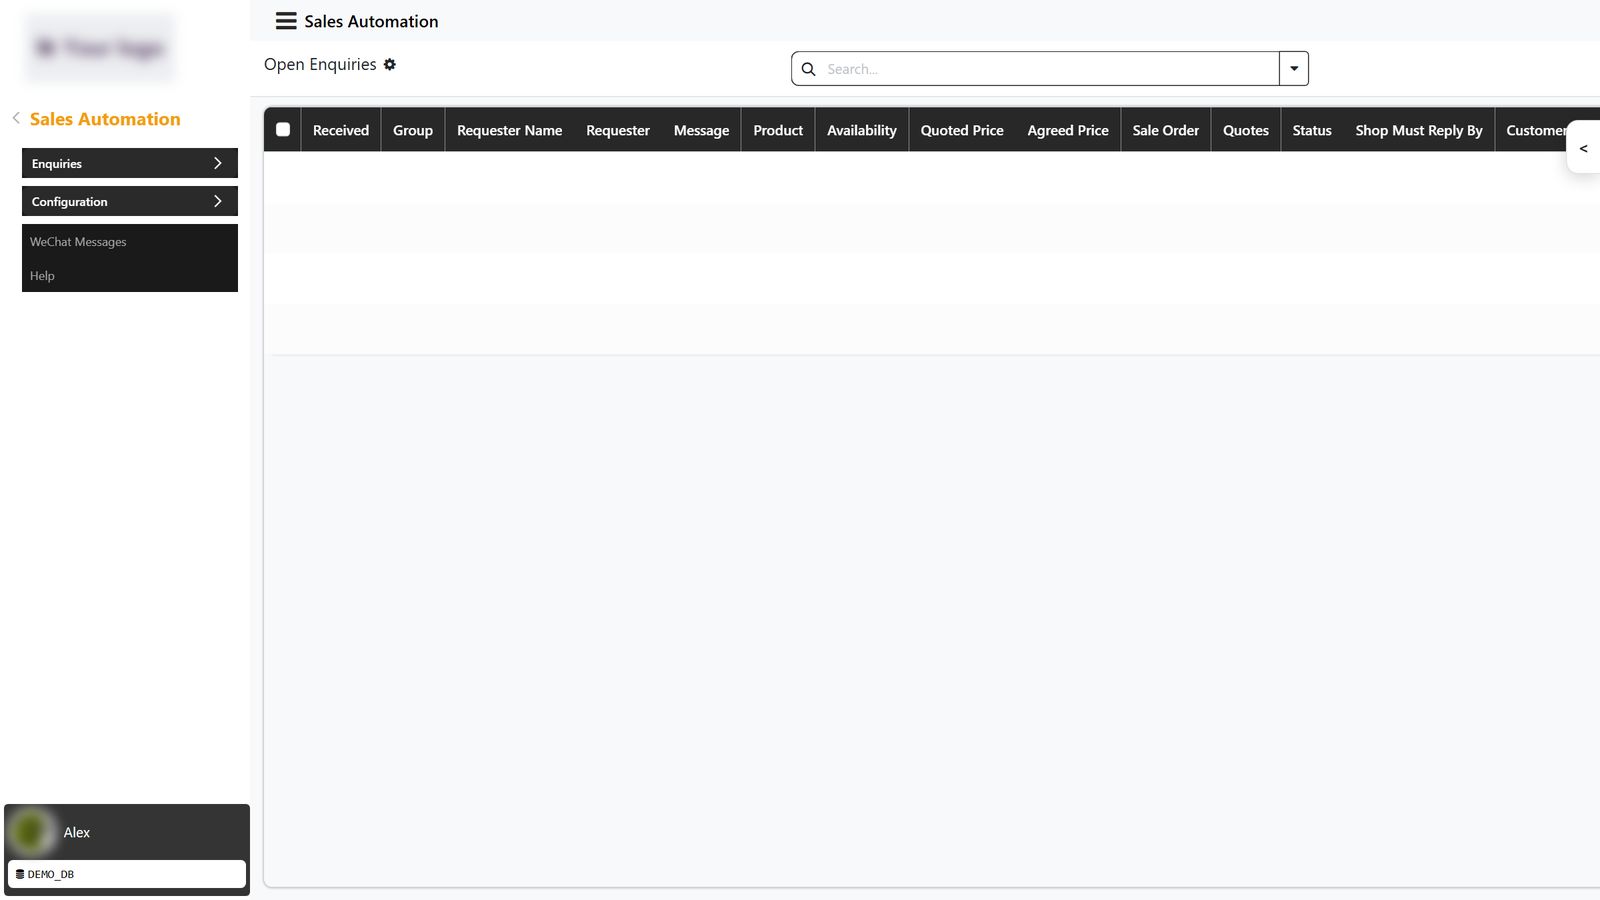 Sales Automation
Open Enquiries
Search...
Sales Automation
Enquiries
Configuration
WeChat Messages
Help
Received Group Requester Name Requester Message Product Availability Quoted Price Agreed Price Sale Order Quotes Status Shop Must Reply By Customer
<
Alex
DEMO_DB